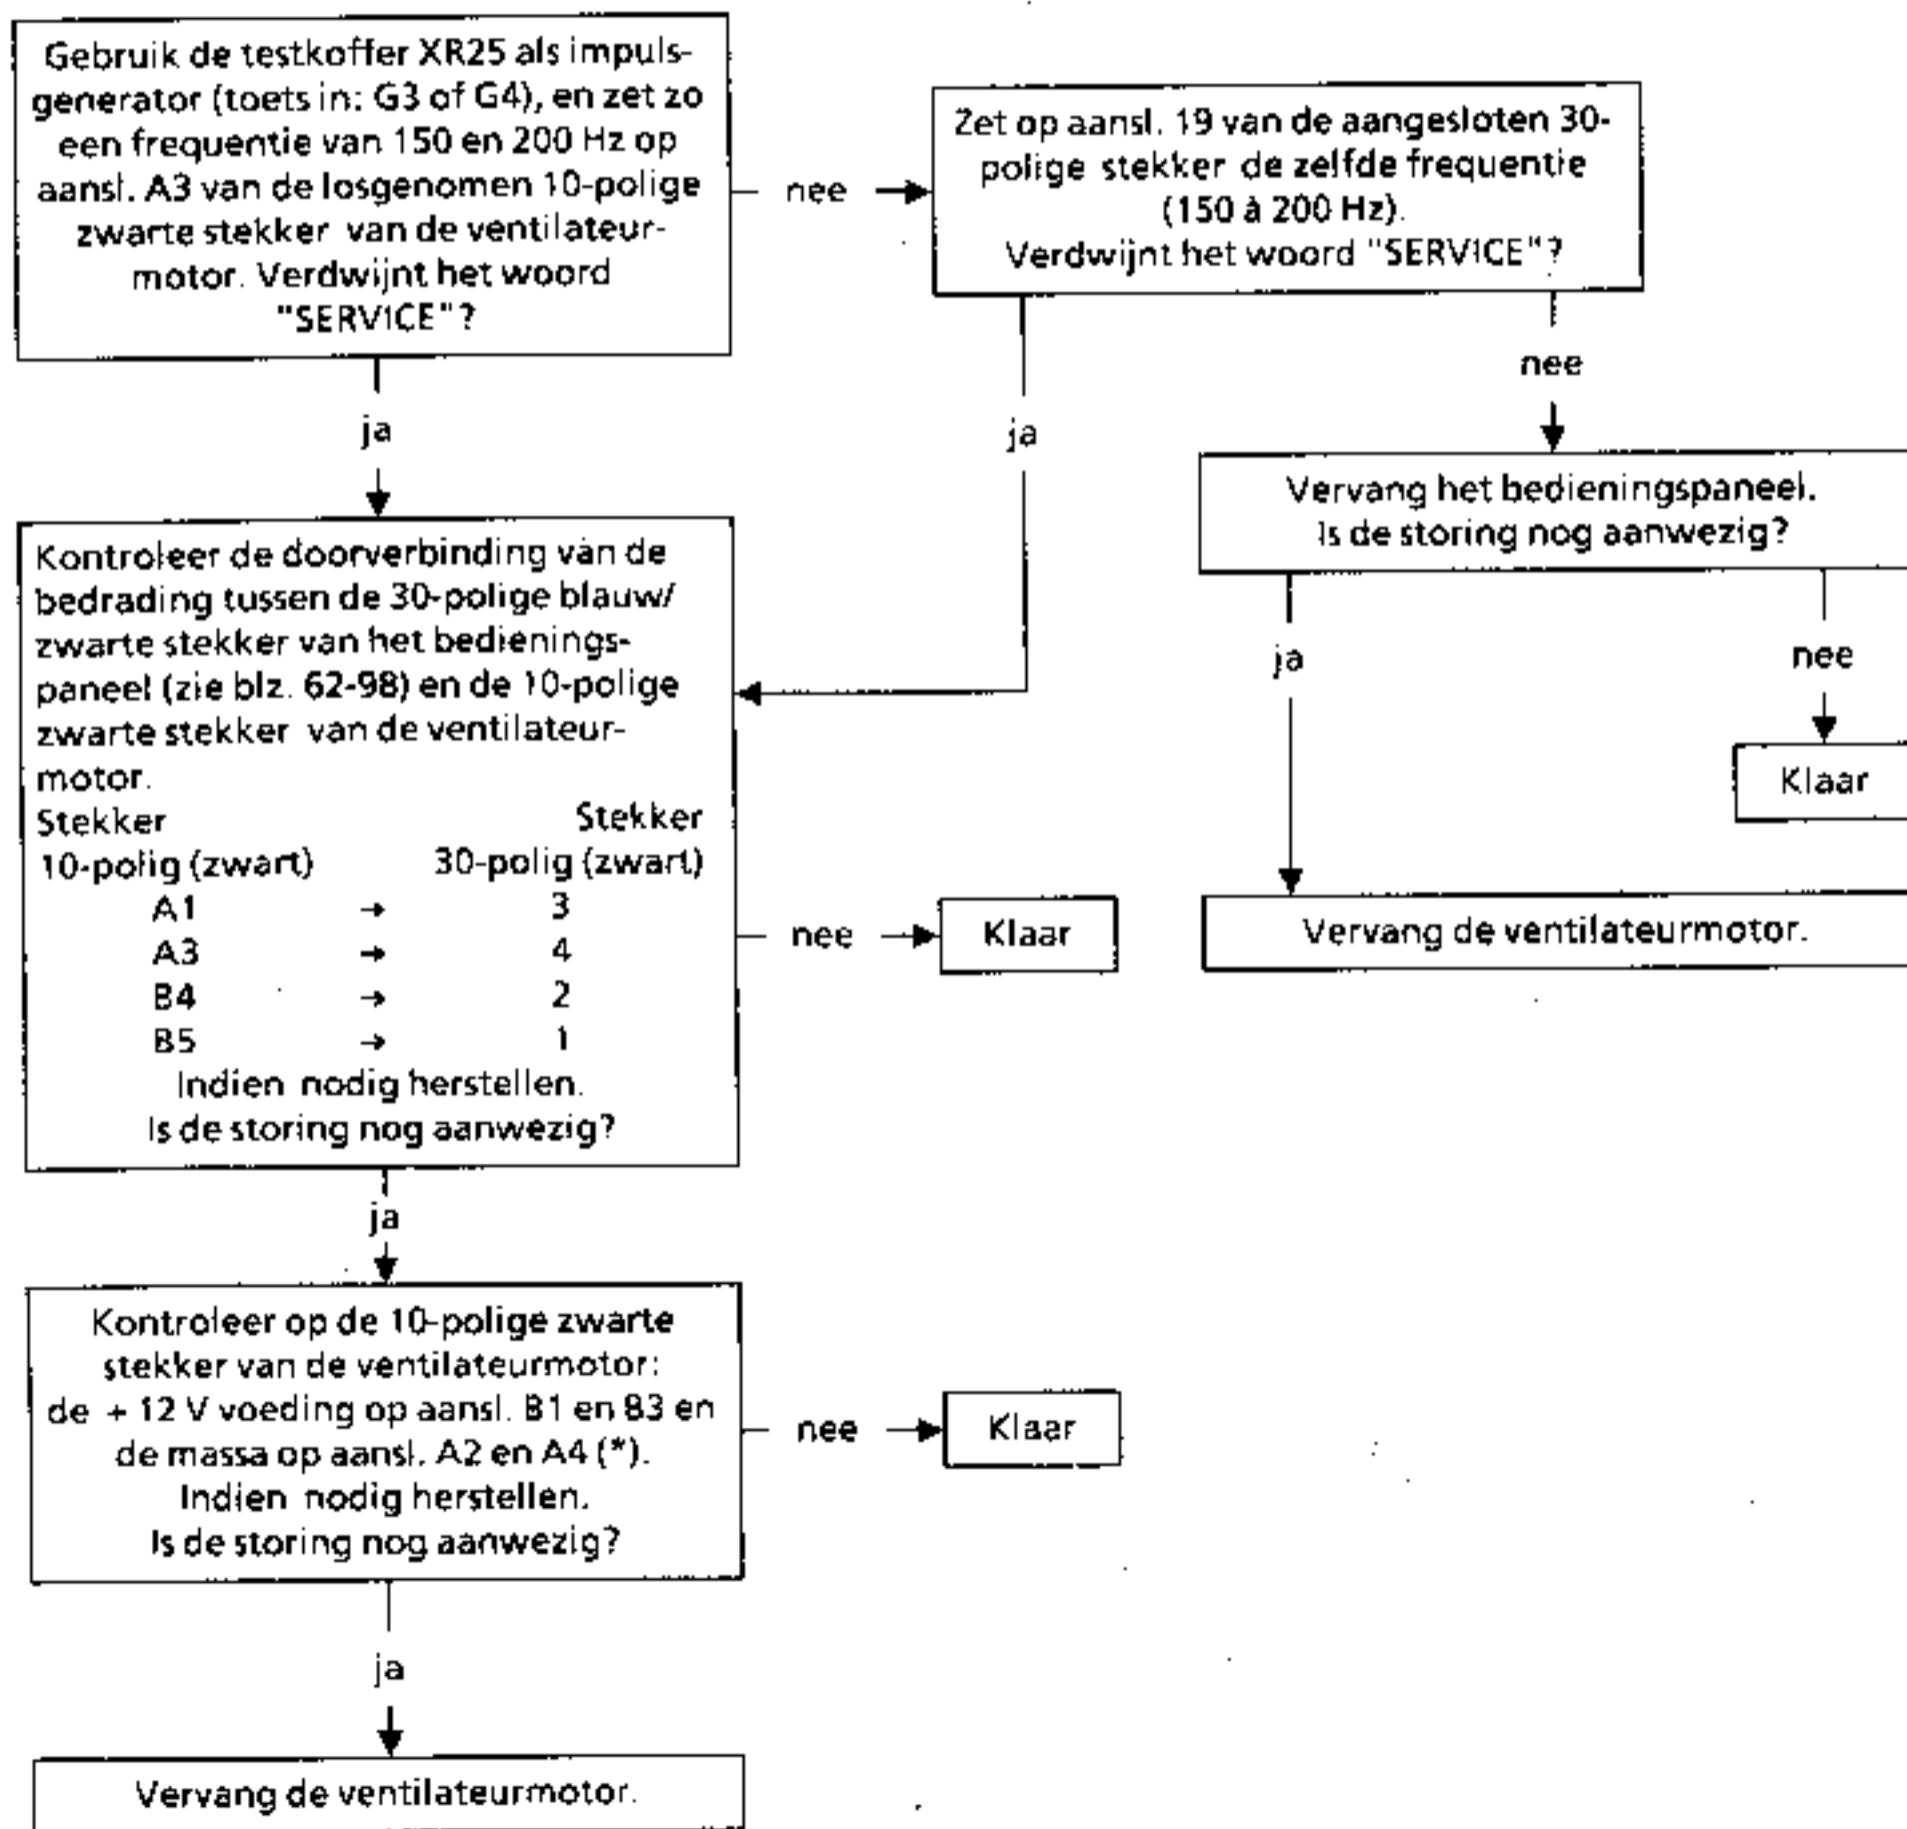 Gebruik de testkoffer XR25 als impuls-
generator (toets in: G3 of G4), en zet zo
een frequentie van 150 en 200 Hz op
aansl. A3 van de losgenomen 10-polige
zwarte stekker van de ventilateur-
motor. Verdwijnt het woord
"SERVICE"?
nee
Zet op aansl. 19 van de aangesloten 30-
polige stekker de zelfde frequentie
(150 à 200 Hz).
Verdwijnt het woord "SERVICE"?
ja
ja
nee
Vervang het bedieningspaneel.
Is de storing nog aanwezig?
ja
nee
Klaar
Vervang de ventilateurmotor.
Kontroleer de doorverbinding van de
bedrading tussen de 30-polige blauw/
zwarte stekker van het bedienings-
paneel (zie blz. 62-98) en de 10-polige
zwarte stekker van de ventilateur-
motor.
Stekker Stekker
10-polig (zwart) 30-polig (zwart)
A1 → 3
A3 → 4
B4 → 2
B5 → 1
Indien nodig herstellen.
Is de storing nog aanwezig?
nee
Klaar
ja
Kontroleer op de 10-polige zwarte
stekker van de ventilateurmotor:
de + 12 V voeding op aansl. B1 en B3 en
de massa op aansl. A2 en A4 (*).
Indien nodig herstellen.
Is de storing nog aanwezig?
nee
Klaar
ja
Vervang de ventilateurmotor.